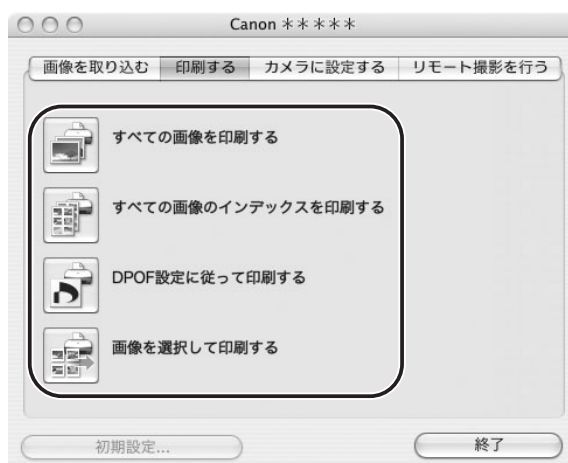 Canon ＊＊＊＊＊
画像を取り込む 印刷する カメラに設定する リモート撮影を行う
すべての画像を印刷する
すべての画像のインデックスを印刷する
DPOF設定に従って印刷する
画像を選択して印刷する
初期設定... 終了